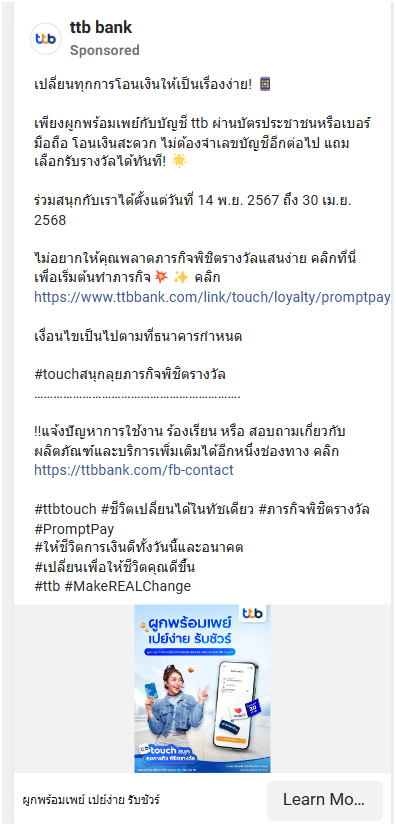 ttb bank
Sponsored
เปลี่ยนทุกการโอนเงินให้เป็นเรื่องง่าย! 📱
เพียงผูกพร้อมเพย์กับบัญชี ttb ผ่านบัตรประชาชนหรือเบอร์
มือถือ โอนเงินสะดวก ไม่ต้องจำเลขบัญชีอีกต่อไป แถม
เลือกรับรางวัลได้ทันที! 🌟
ร่วมสนุกกับเราได้ตั้งแต่วันที่ 14 พ.ย. 2567 ถึง 30 เม.ย.
2568
ไม่อยากให้คุณพลาดภารกิจพิชิตรางวัลแสนง่าย คลิกที่นี่
เพื่อเริ่มต้นทำภารกิจ💥 ✨ คลิก
https://www.ttbbank.com/link/touch/loyalty/promptpay
เงื่อนไขเป็นไปตามที่ธนาคารกำหนด
#touchสนุกลุยภารกิจพิชิตรางวัล
……………………………………………………….
‼แจ้งปัญหาการใช้งาน ร้องเรียน หรือ สอบถามเกี่ยวกับ
ผลิตภัณฑ์และบริการเพิ่มเติมได้อีกหนึ่งช่องทาง คลิก
https://ttbbank.com/fb-contact
#ttbtouch #ชีวิตเปลี่ยนได้ในทัชเดียว #ภารกิจพิชิตรางวัล
#PromptPay
#ให้ชีวิตการเงินดีทั้งวันนี้และอนาคต
#เปลี่ยนเพื่อให้ชีวิตคุณดีขึ้น
#ttb #MakeREALChange
ttb
ผูกพร้อมเพย์
เปย์ง่าย รับชัวร์
ttb touch สนุก
ลุยภารกิจ พิชิตรางวัล
ผูกพร้อมเพย์ เปย์ง่าย รับชัวร์
Learn Mo...